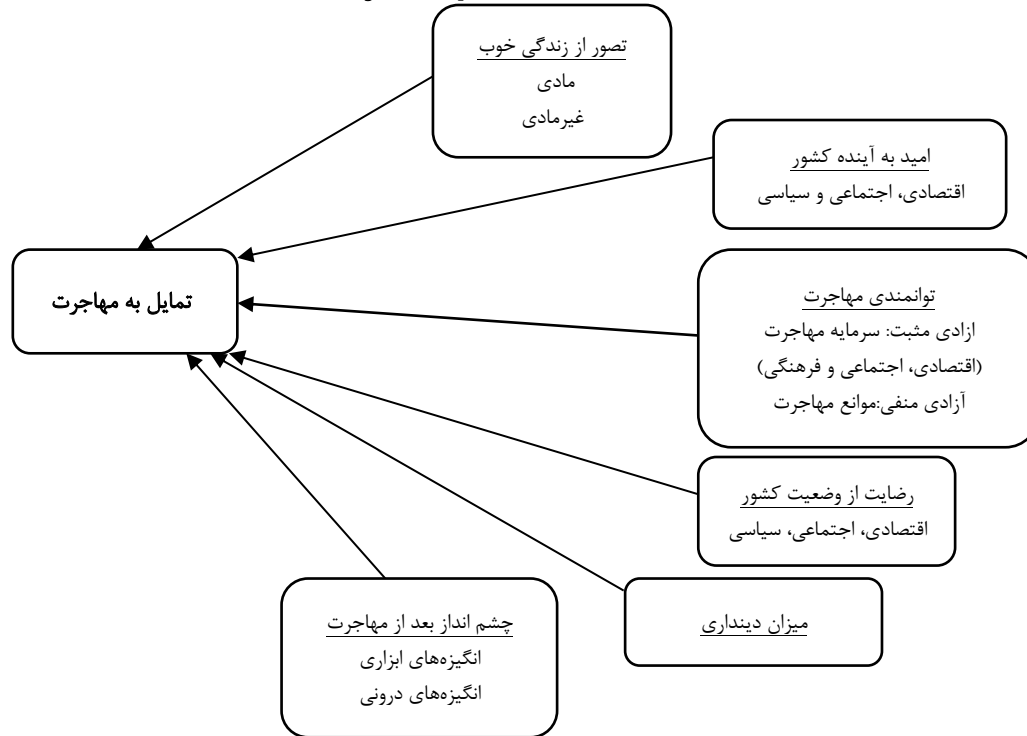 تصور از زندگی خوب
مادی
غیرمادی
امید به آینده کشور
اقتصادی، اجتماعی و سیاسی
تمایل به مهاجرت
توانمندی مهاجرت
ازادی مثبت: سرمایه مهاجرت
(اقتصادی، اجتماعی و فرهنگی)
آزادی منفی:موانع مهاجرت
رضایت از وضعیت کشور
اقتصادی، اجتماعی، سیاسی
میزان دینداری
چشم انداز بعد از مهاجرت
انگیزه‌های ابزاری
انگیزه‌های درونی